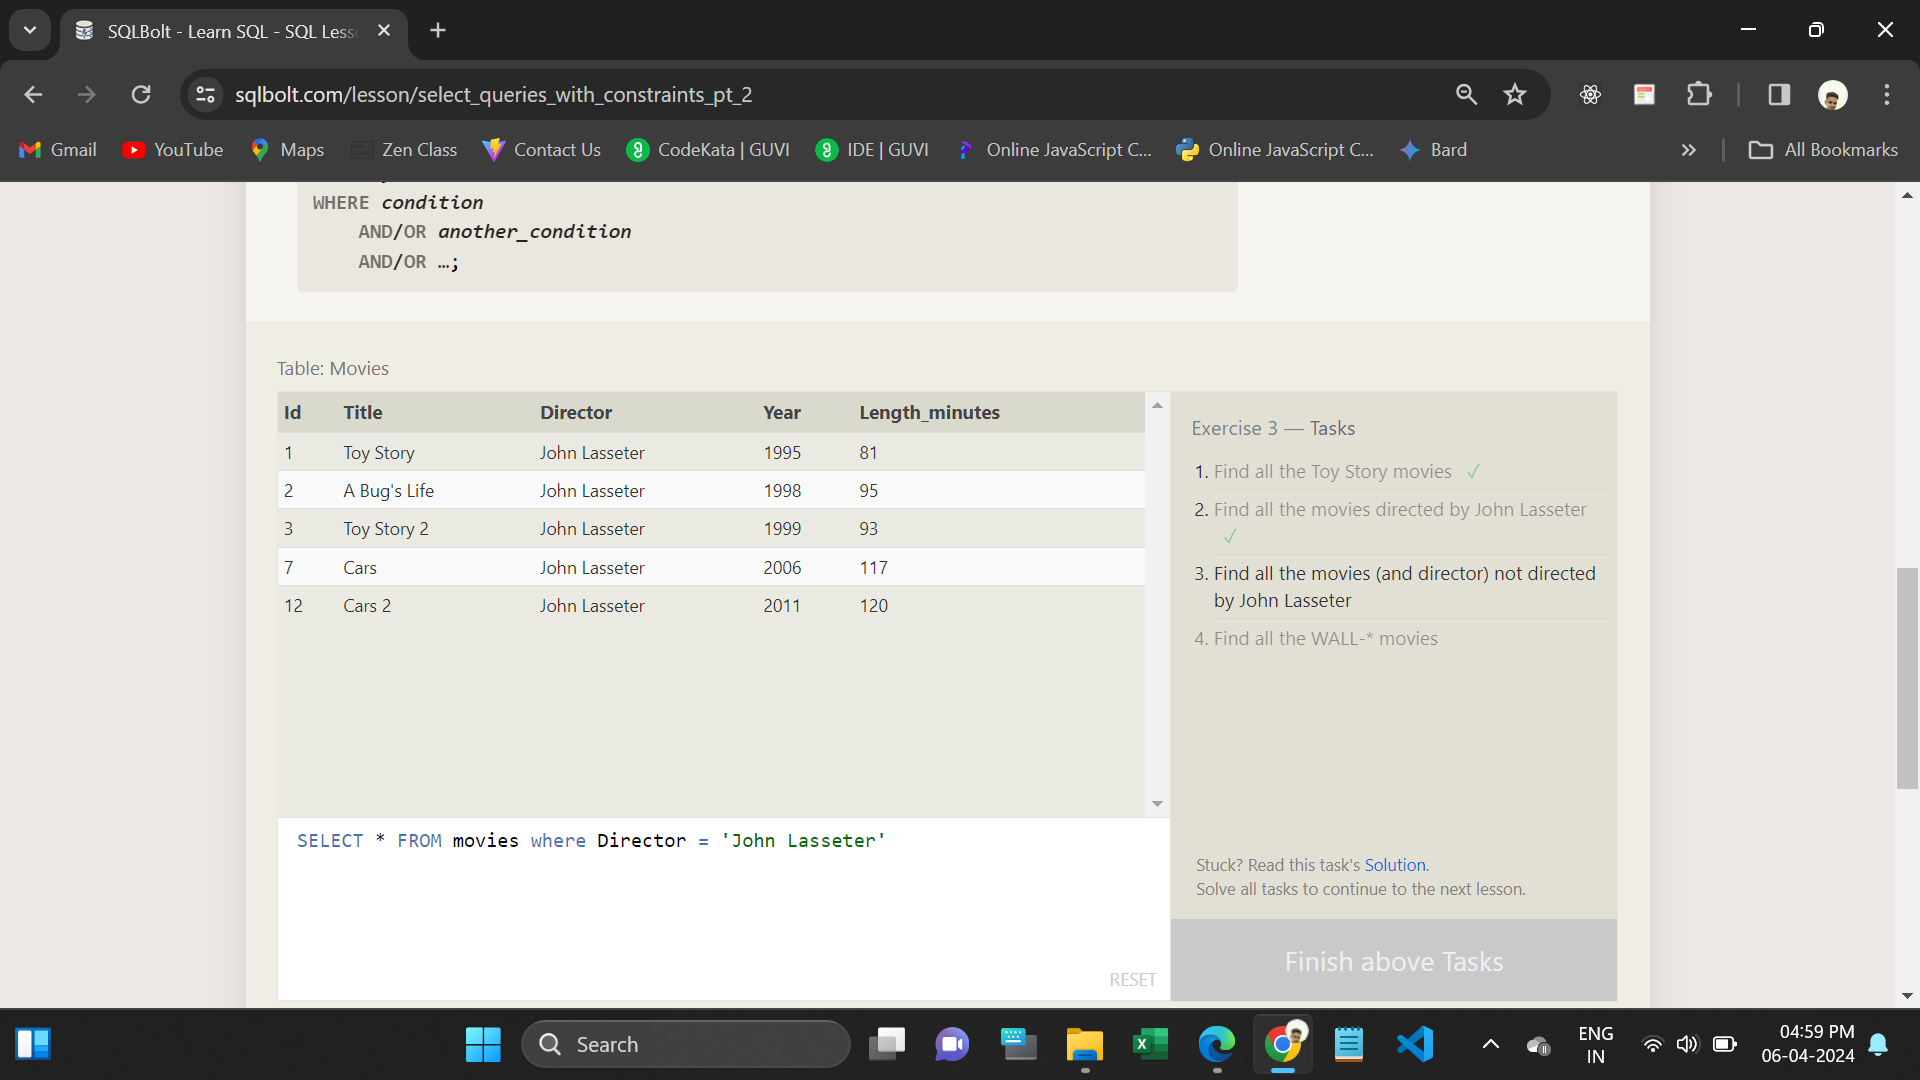 SQLBolt - Learn SQL - SQL Less
sqlbolt.com/lesson/select_queries_with_constraints_pt_2
Gmail
YouTube
Maps
Zen Class
Contact Us
CodeKata | GUVI
IDE | GUVI
Online JavaScript C...
Online JavaScript C...
Bard
All Bookmarks
WHERE condition
AND/OR another_condition
AND/OR …;
Table: Movies
Id Title Director Year Length_minutes
1 Toy Story John Lasseter 1995 81
2 A Bug's Life John Lasseter 1998 95
3 Toy Story 2 John Lasseter 1999 93
7 Cars John Lasseter 2006 117
12 Cars 2 John Lasseter 2011 120
SELECT * FROM movies where Director = 'John Lasseter'
RESET
Exercise 3 — Tasks
1. Find all the Toy Story movies ✓
2. Find all the movies directed by John Lasseter
✓
3. Find all the movies (and director) not directed
by John Lasseter
4. Find all the WALL-* movies
Stuck? Read this task's Solution.
Solve all tasks to continue to the next lesson.
Finish above Tasks
Search
ENG
IN
04:59 PM
06-04-2024